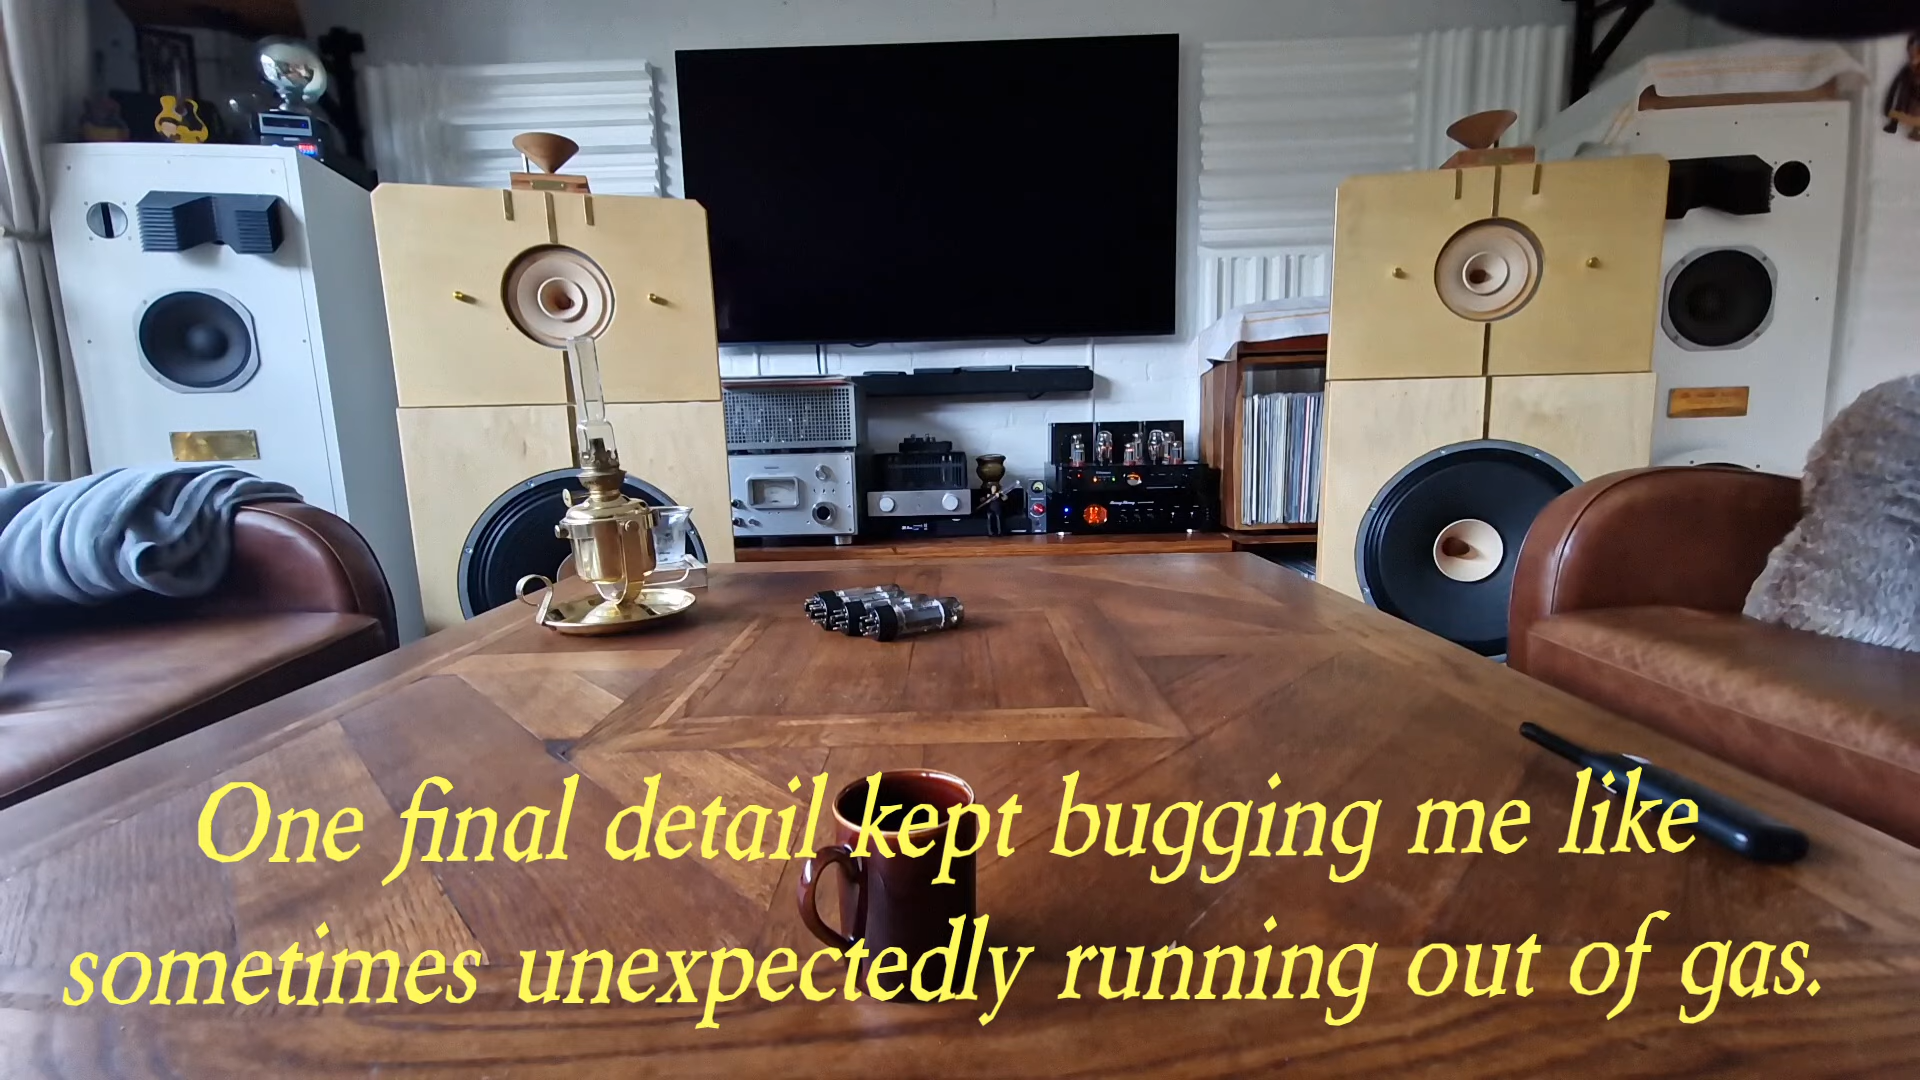 One final detail kept bugging me like
sometimes unexpectedly running out of gas.